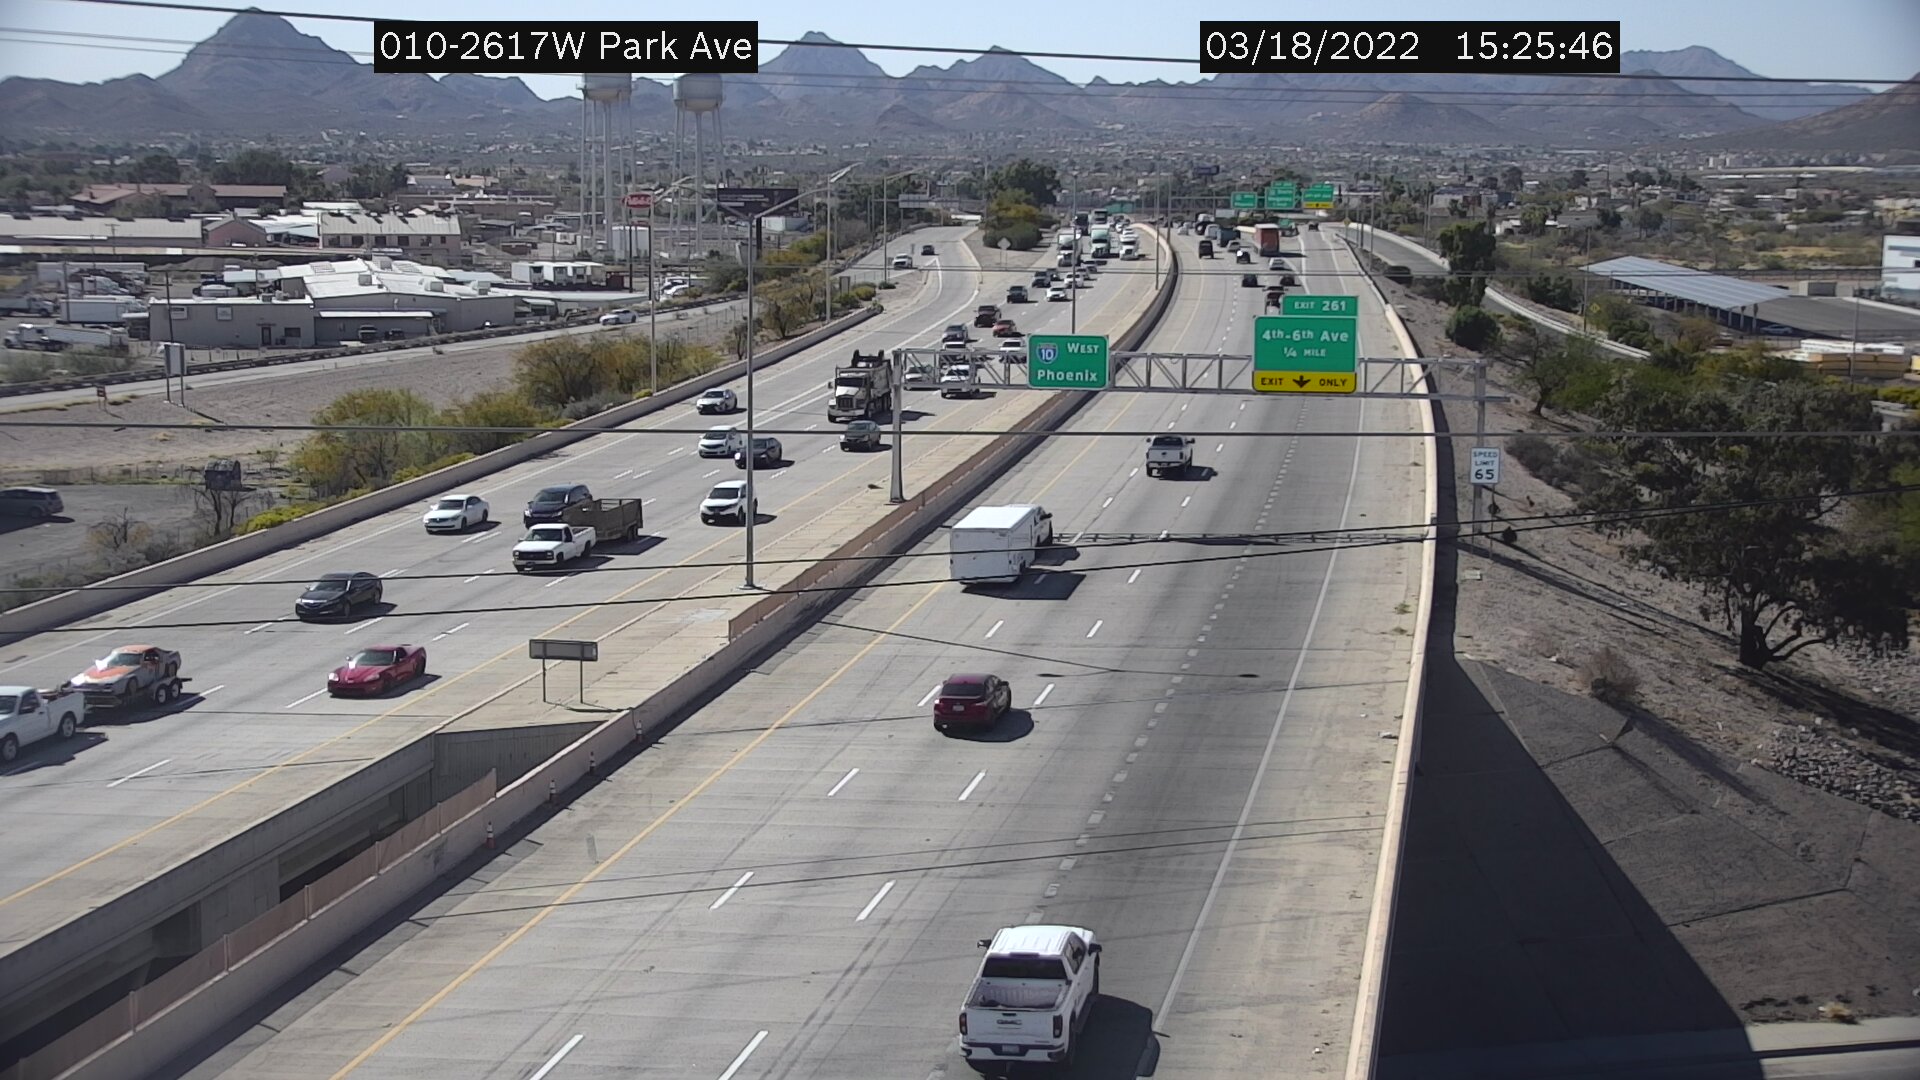 010-2617W Park Ave
03/18/2022 15:25:46
EXIT 261
4th-6th Ave
1/4 MILE
EXIT ONLY
10 WEST
Phoenix
SPEED
LIMIT
65
GMC